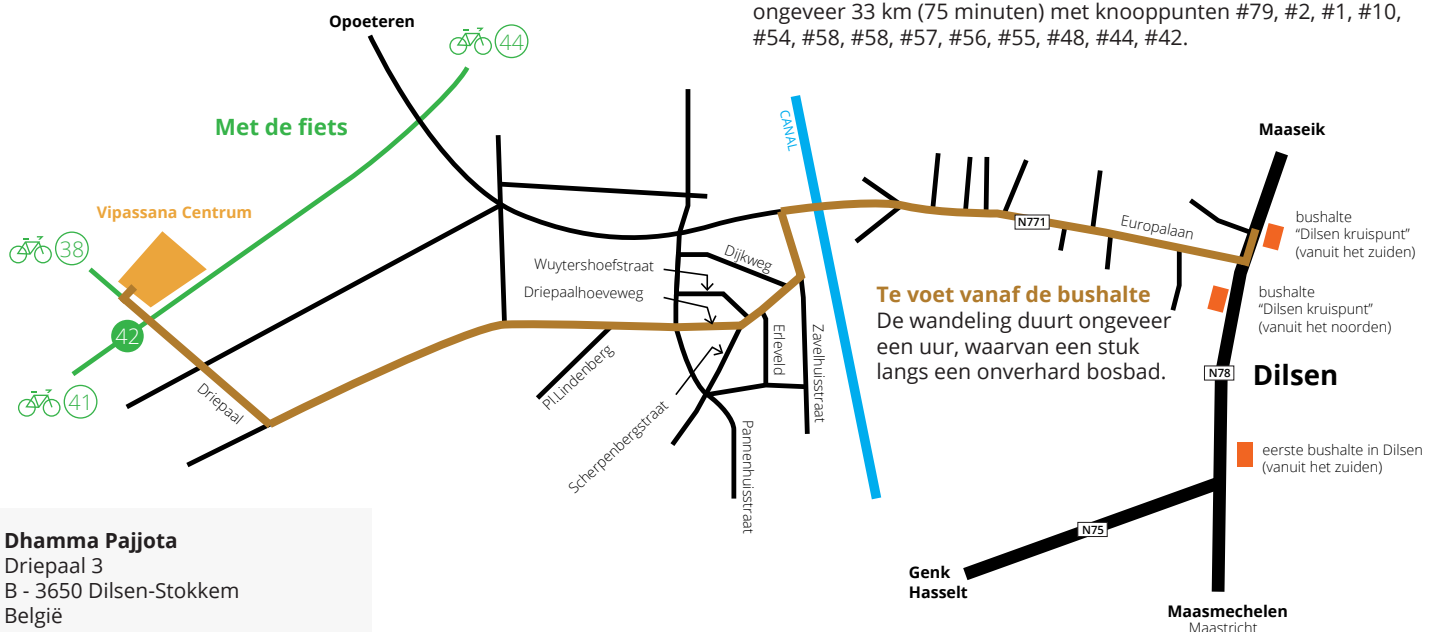 ongeveer 33 km (75 minuten) met knooppunten #79, #2, #1, #10,
#54, #58, #58, #57, #56, #55, #48, #44, #42.
Opoeteren
44
Met de fiets
CANAL
Maaseik
Vipassana Centrum
38
42
41
N771
Europalaan
bushalte
“Dilsen kruispunt”
(vanuit het zuiden)
Wuytershoefstraat
Dijkweg
Driepaalhoeveweg
Te voet vanaf de bushalte
De wandeling duurt ongeveer
een uur, waarvan een stuk
langs een onverhard bosbad.
bushalte
“Dilsen kruispunt”
(vanuit het noorden)
Erleveld
Zavelhuisstraat
Pl.Lindenberg
Driepaal
N78
Dilsen
Scherpenbergstraat
Pannenhuisstraat
eerste bushalte in Dilsen
(vanuit het zuiden)
N75
Dhamma Pajjota
Driepaal 3
B - 3650 Dilsen-Stokkem
België
Genk
Hasselt
Maasmechelen
Maastricht